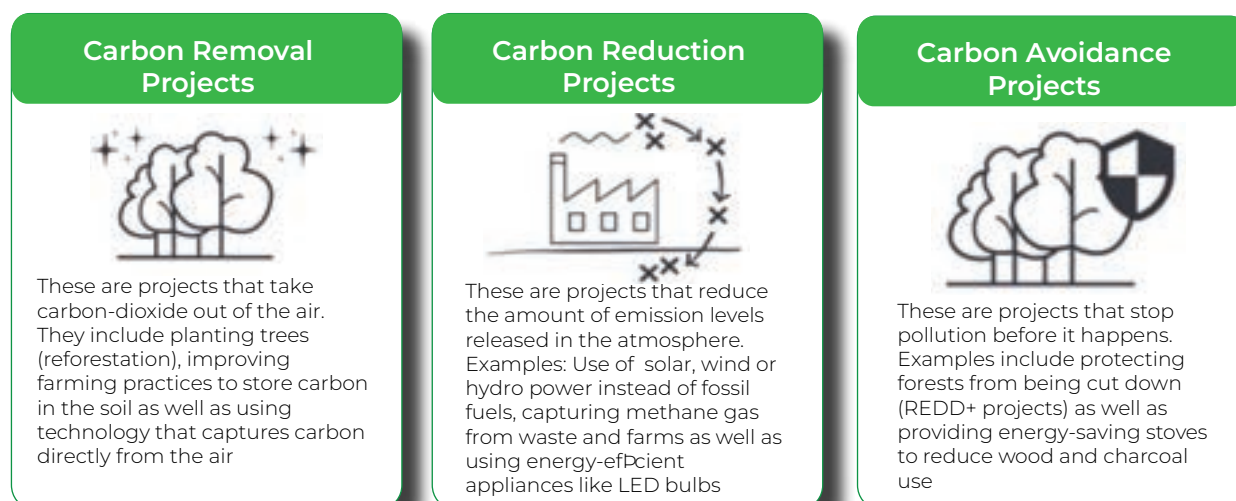 Carbon Removal
Projects
These are projects that take
carbon-dioxide out of the air.
They include planting trees
(reforestation), improving
farming practices to store carbon
in the soil as well as using
technology that captures carbon
directly from the air
Carbon Reduction
Projects
These are projects that reduce
the amount of emission levels
released in the atmosphere.
Examples: Use of solar, wind or
hydro power instead of fossil
fuels, capturing methane gas
from waste and farms as well as
using energy-efÞcient
appliances like LED bulbs
Carbon Avoidance
Projects
These are projects that stop
pollution before it happens.
Examples include protecting
forests from being cut down
(REDD+ projects) as well as
providing energy-saving stoves
to reduce wood and charcoal
use